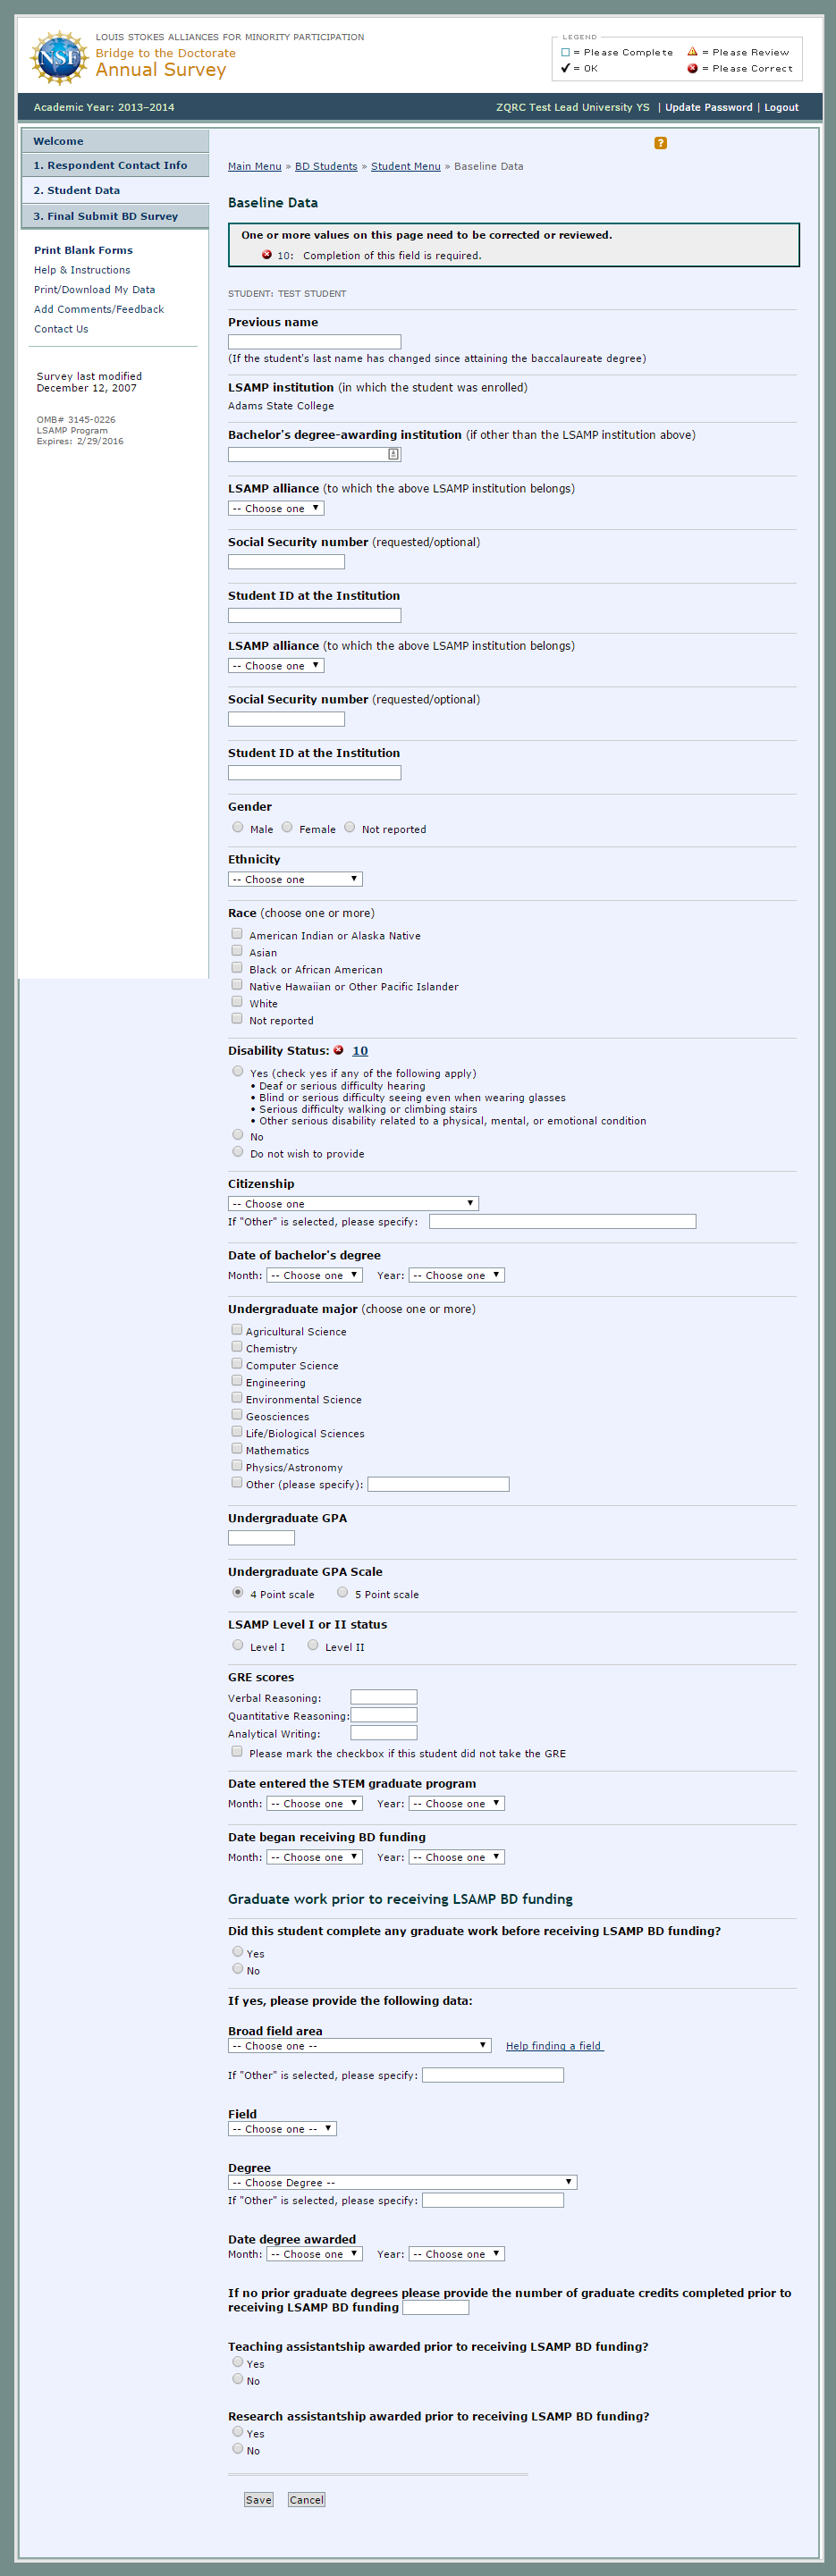 LOUIS STOKES ALLIANCES FOR MINORITY PARTICIPATION
Bridge to the Doctorate
Annual Survey
NSF
LEGEND
= Please Complete = Please Review
= OK = Please Correct
Academic Year: 2013–2014
ZQRC Test Lead University YS | Update Password | Logout
Welcome
1. Respondent Contact Info
2. Student Data
3. Final Submit BD Survey
Print Blank Forms
Help & Instructions
Print/Download My Data
Add Comments/Feedback
Contact Us
Survey last modified
December 12, 2007
OMB# 3145-0226
LSAMP Program
Expires: 2/29/2016
?
Main Menu » BD Students » Student Menu » Baseline Data
Baseline Data
One or more values on this page need to be corrected or reviewed.
10: Completion of this field is required.
STUDENT: TEST STUDENT
Previous name
(If the student's last name has changed since attaining the baccalaureate degree)
LSAMP institution (in which the student was enrolled)
Adams State College
Bachelor's degree-awarding institution (if other than the LSAMP institution above)
LSAMP alliance (to which the above LSAMP institution belongs)
-- Choose one
Social Security number (requested/optional)
Student ID at the Institution
LSAMP alliance (to which the above LSAMP institution belongs)
-- Choose one
Social Security number (requested/optional)
Student ID at the Institution
Gender
Male Female Not reported
Ethnicity
-- Choose one
Race (choose one or more)
American Indian or Alaska Native
Asian
Black or African American
Native Hawaiian or Other Pacific Islander
White
Not reported
Disability Status: 10
Yes (check yes if any of the following apply)
• Deaf or serious difficulty hearing
• Blind or serious difficulty seeing even when wearing glasses
• Serious difficulty walking or climbing stairs
• Other serious disability related to a physical, mental, or emotional condition
No
Do not wish to provide
Citizenship
-- Choose one
If "Other" is selected, please specify:
Date of bachelor's degree
Month: -- Choose one Year: -- Choose one
Undergraduate major (choose one or more)
Agricultural Science
Chemistry
Computer Science
Engineering
Environmental Science
Geosciences
Life/Biological Sciences
Mathematics
Physics/Astronomy
Other (please specify):
Undergraduate GPA
Undergraduate GPA Scale
4 Point scale 5 Point scale
LSAMP Level I or II status
Level I Level II
GRE scores
Verbal Reasoning:
Quantitative Reasoning:
Analytical Writing:
Please mark the checkbox if this student did not take the GRE
Date entered the STEM graduate program
Month: -- Choose one Year: -- Choose one
Date began receiving BD funding
Month: -- Choose one Year: -- Choose one
Graduate work prior to receiving LSAMP BD funding
Did this student complete any graduate work before receiving LSAMP BD funding?
Yes
No
If yes, please provide the following data:
Broad field area
-- Choose one -- Help finding a field
If "Other" is selected, please specify:
Field
-- Choose one --
Degree
-- Choose Degree --
If "Other" is selected, please specify:
Date degree awarded
Month: -- Choose one Year: -- Choose one
If no prior graduate degrees please provide the number of graduate credits completed prior to
receiving LSAMP BD funding
Teaching assistantship awarded prior to receiving LSAMP BD funding?
Yes
No
Research assistantship awarded prior to receiving LSAMP BD funding?
Yes
No
Save Cancel